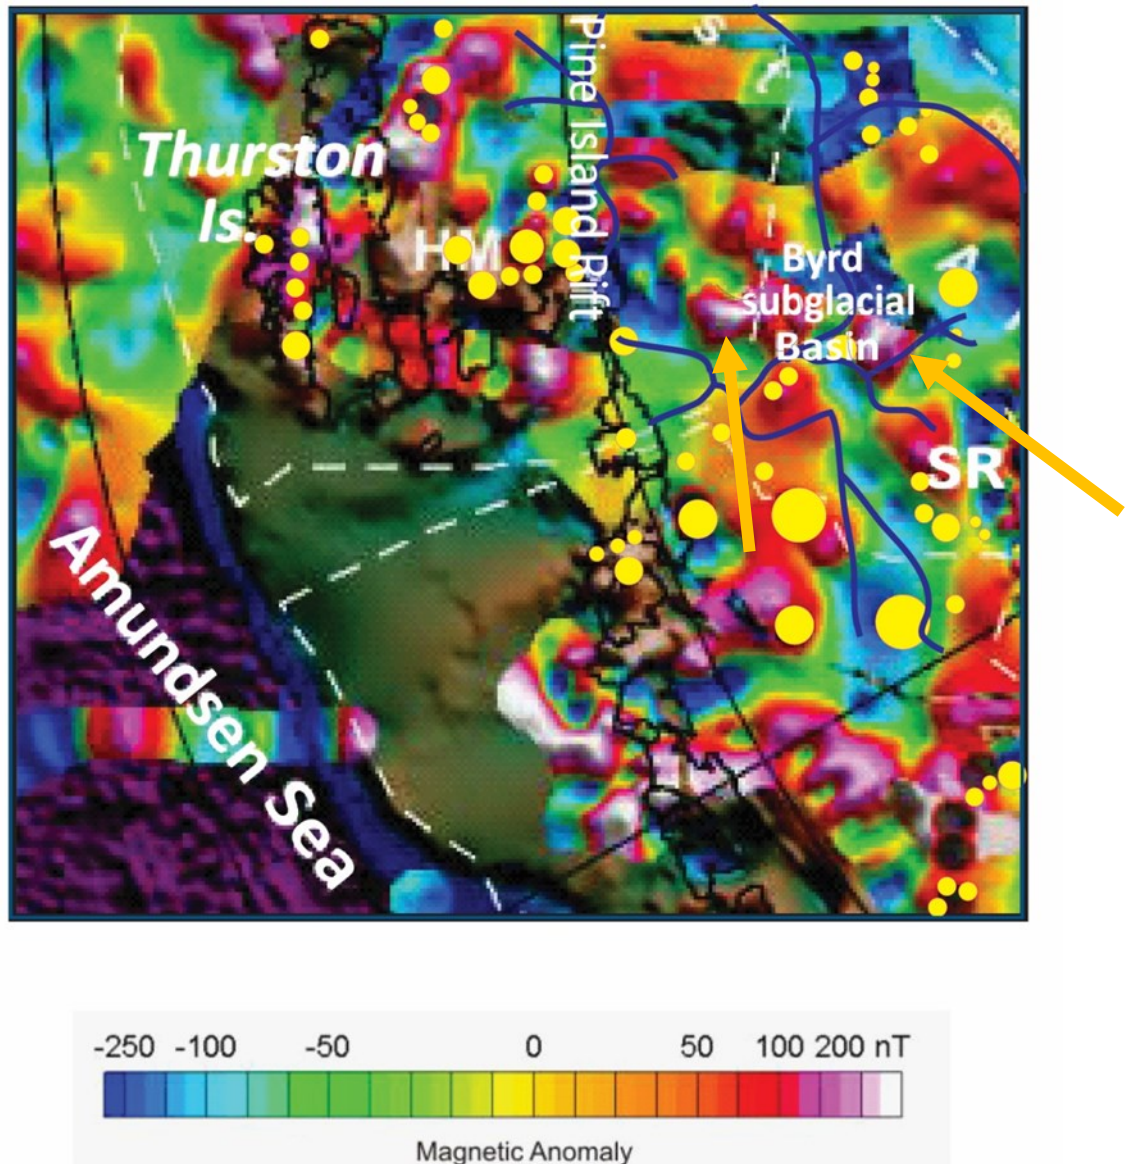 Pine Island Rift
Thurston
Is.
HM
Byrd
subglacial
Basin
SR
Amundsen Sea
-250 -100 -50 0 50 100 200 nT
Magnetic Anomaly